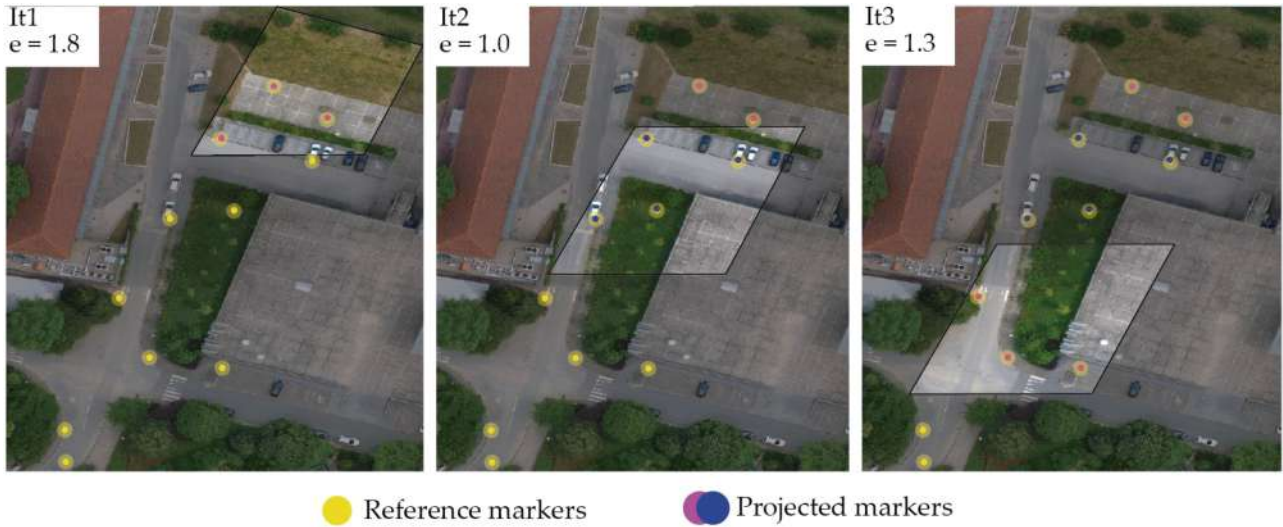 It1
e = 1.8
It2
e = 1.0
It3
e = 1.3
Reference markers
Projected markers